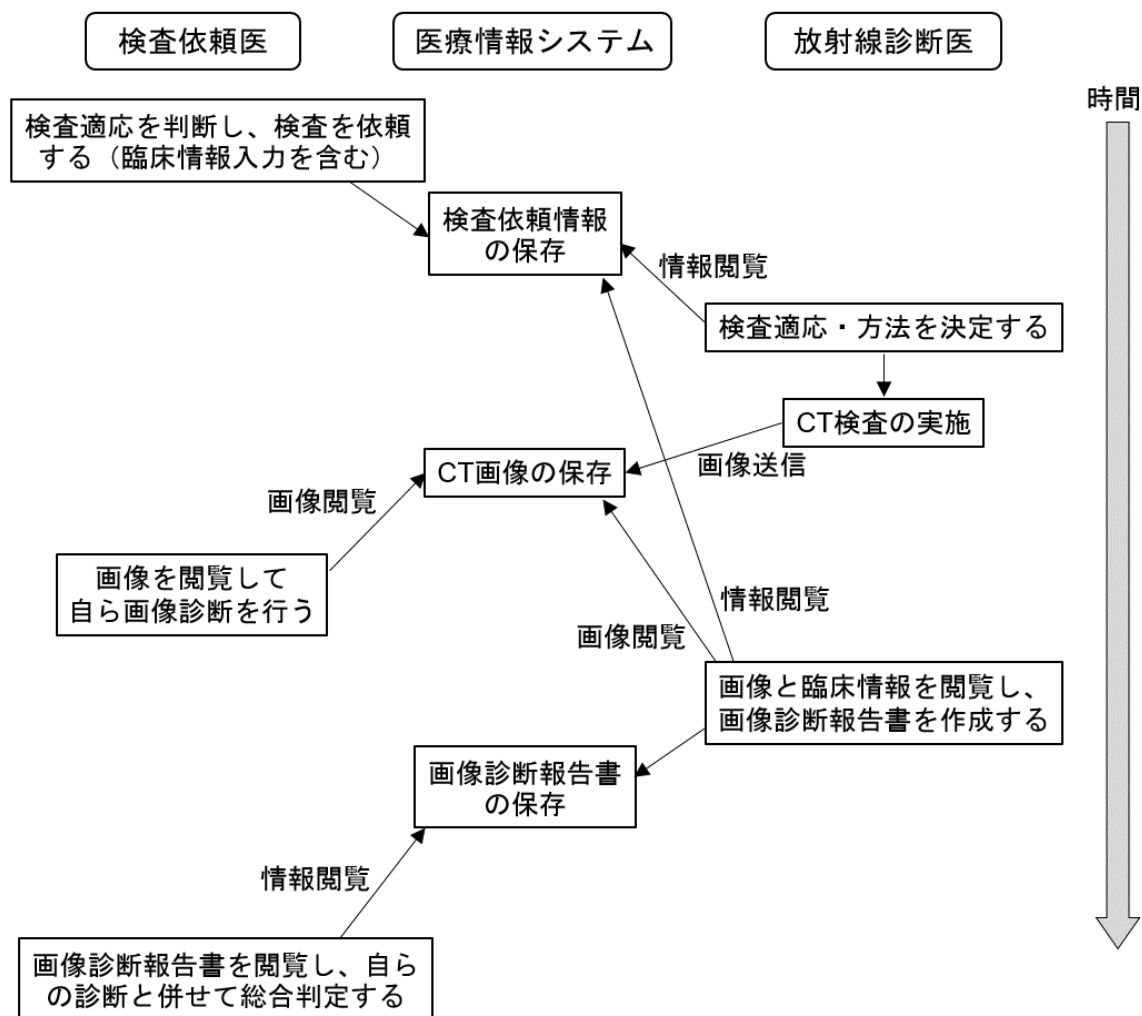 検査依頼医
医療情報システム
放射線診断医
時間
検査適応を判断し、検査を依頼
する（臨床情報入力を含む）
検査依頼情報
の保存
情報閲覧
検査適応・方法を決定する
CT検査の実施
画像送信
CT画像の保存
画像閲覧
画像を閲覧して
自ら画像診断を行う
情報閲覧
画像閲覧
画像と臨床情報を閲覧し、
画像診断報告書を作成する
画像診断報告書
の保存
情報閲覧
画像診断報告書を閲覧し、自ら
の診断と併せて総合判定する